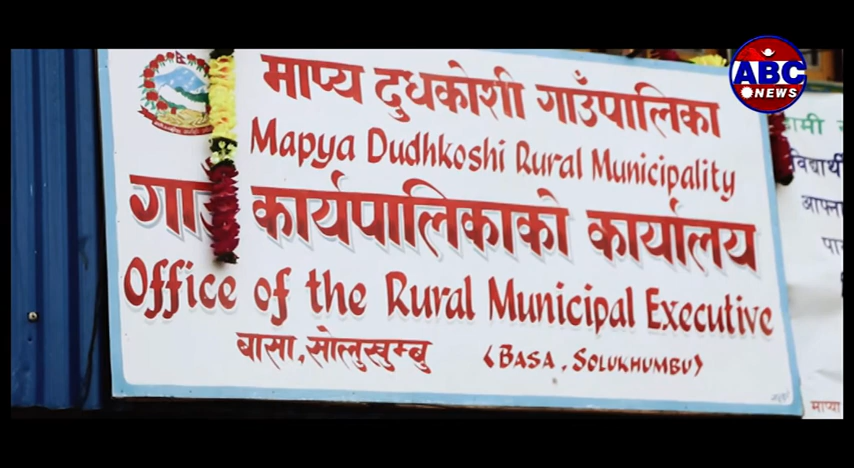 ABC
NEWS
माप्य दुधकोशी गाउँपालिका
Mapya Dudhkoshi Rural Municipality
कार्यपालिकाको कार्यालय
Office of the Rural Municipal Executive
बासा, सोलुखुम्बु (BASA, SOLUKHUMBU)
विद्यार्थी
माप्या